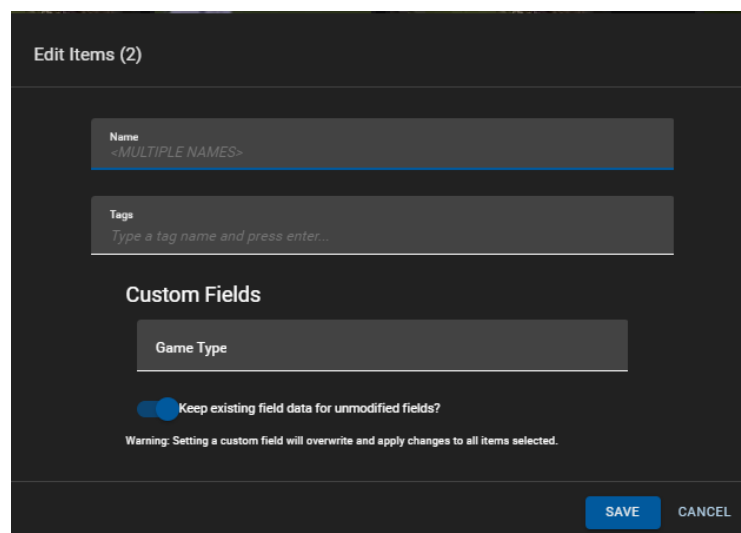 Edit Items (2)
Name
<MULTIPLE NAMES>
Tags
Type a tag name and press enter...
Custom Fields
Game Type
Keep existing field data for unmodified fields?
Warning: Setting a custom field will overwrite and apply changes to all items selected.
SAVE CANCEL